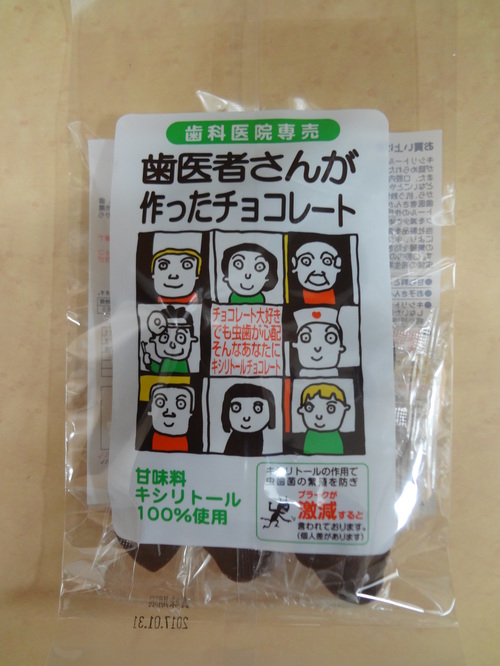 歯科医院専売
歯医者さんが
作ったチョコレート
チョコレート大好き
でも虫歯が心配
そんなあなたに
キシリトールチョコレート
甘味料
キシリトール
100%使用
キシリトールの作用で
虫歯菌の繁殖を防ぎ
プラークが
激減すると
言われております。
(個人差があります)
お買い上げ
2017.01.31